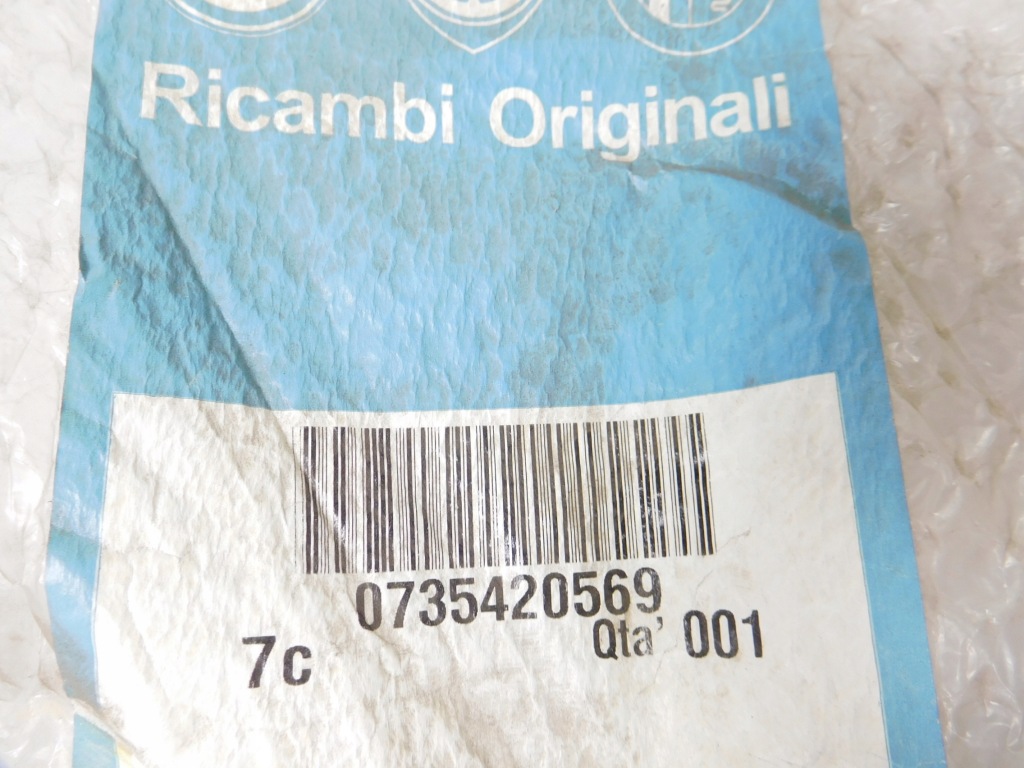 Ricambi Originali
0735420569
Qta' 001
7c